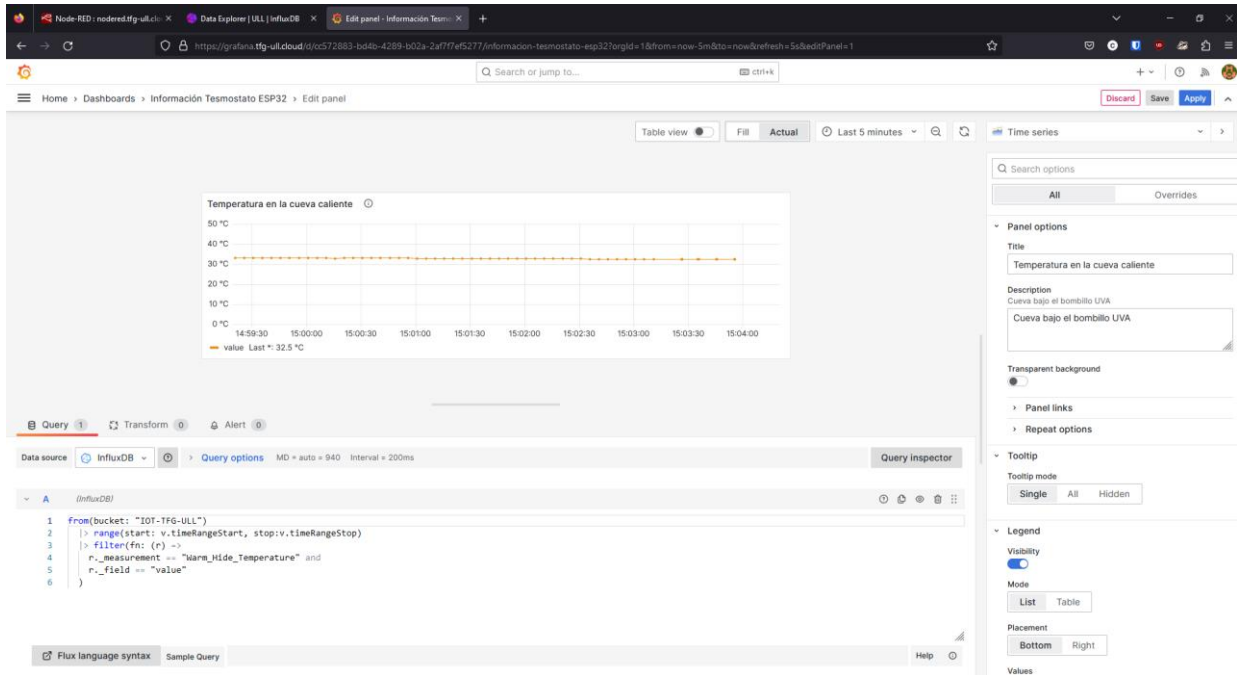 Node-RED : nodered.tfg-ull.clo
Data Explorer | ULL | InfluxDB
Edit panel - Información Tesmo
https://grafana.tfg-ull.cloud/d/cc572883-bd4b-4289-b02a-2af7f7ef5277/informacion-tesmostato-esp32?orgId=1&from=now-5m&to=now&refresh=5s&editPanel=1
Search or jump to...
ctrl+k
Home > Dashboards > Información Tesmostato ESP32 > Edit panel
Discard
Save
Apply
Table view
Fill
Actual
Last 5 minutes
Time series
Temperatura en la cueva caliente
50 °C
40 °C
30 °C
20 °C
10 °C
0 °C
14:59:30 15:00:00 15:00:30 15:01:00 15:01:30 15:02:00 15:02:30 15:03:00 15:03:30 15:04:00
value Last *: 32.5 °C
Search options
All
Overrides
Panel options
Title
Temperatura en la cueva caliente
Description
Cueva bajo el bombillo UVA
Cueva bajo el bombillo UVA
Transparent background
Panel links
Repeat options
Tooltip
Tooltip mode
Single All Hidden
Legend
Visibility
Mode
List Table
Placement
Bottom Right
Values
Query 1
Transform 0
Alert 0
Data source
InfluxDB
Query options
MD = auto = 940 Interval = 200ms
Query inspector
A (InfluxDB)
1 from(bucket: "IOT-TFG-ULL")
2 |> range(start: v.timeRangeStart, stop:v.timeRangeStop)
3 |> filter(fn: (r) =>
4 r._measurement == "Warm_Hide_Temperature" and
5 r._field == "value"
6 )
Flux language syntax
Sample Query
Help